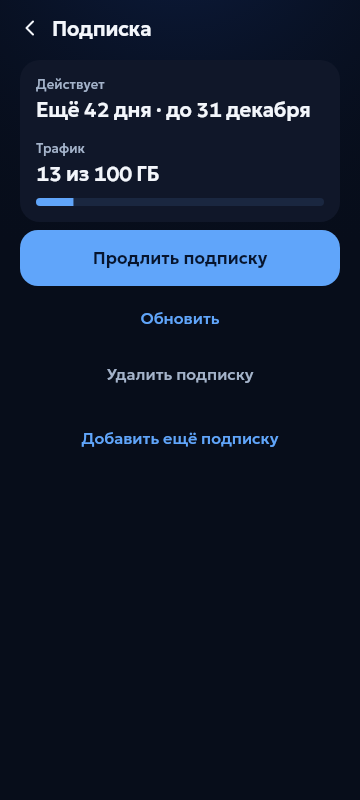 Подписка
Действует
Ещё 42 дня · до 31 декабря
Трафик
13 из 100 ГБ
Продлить подписку
Обновить
Удалить подписку
Добавить ещё подписку